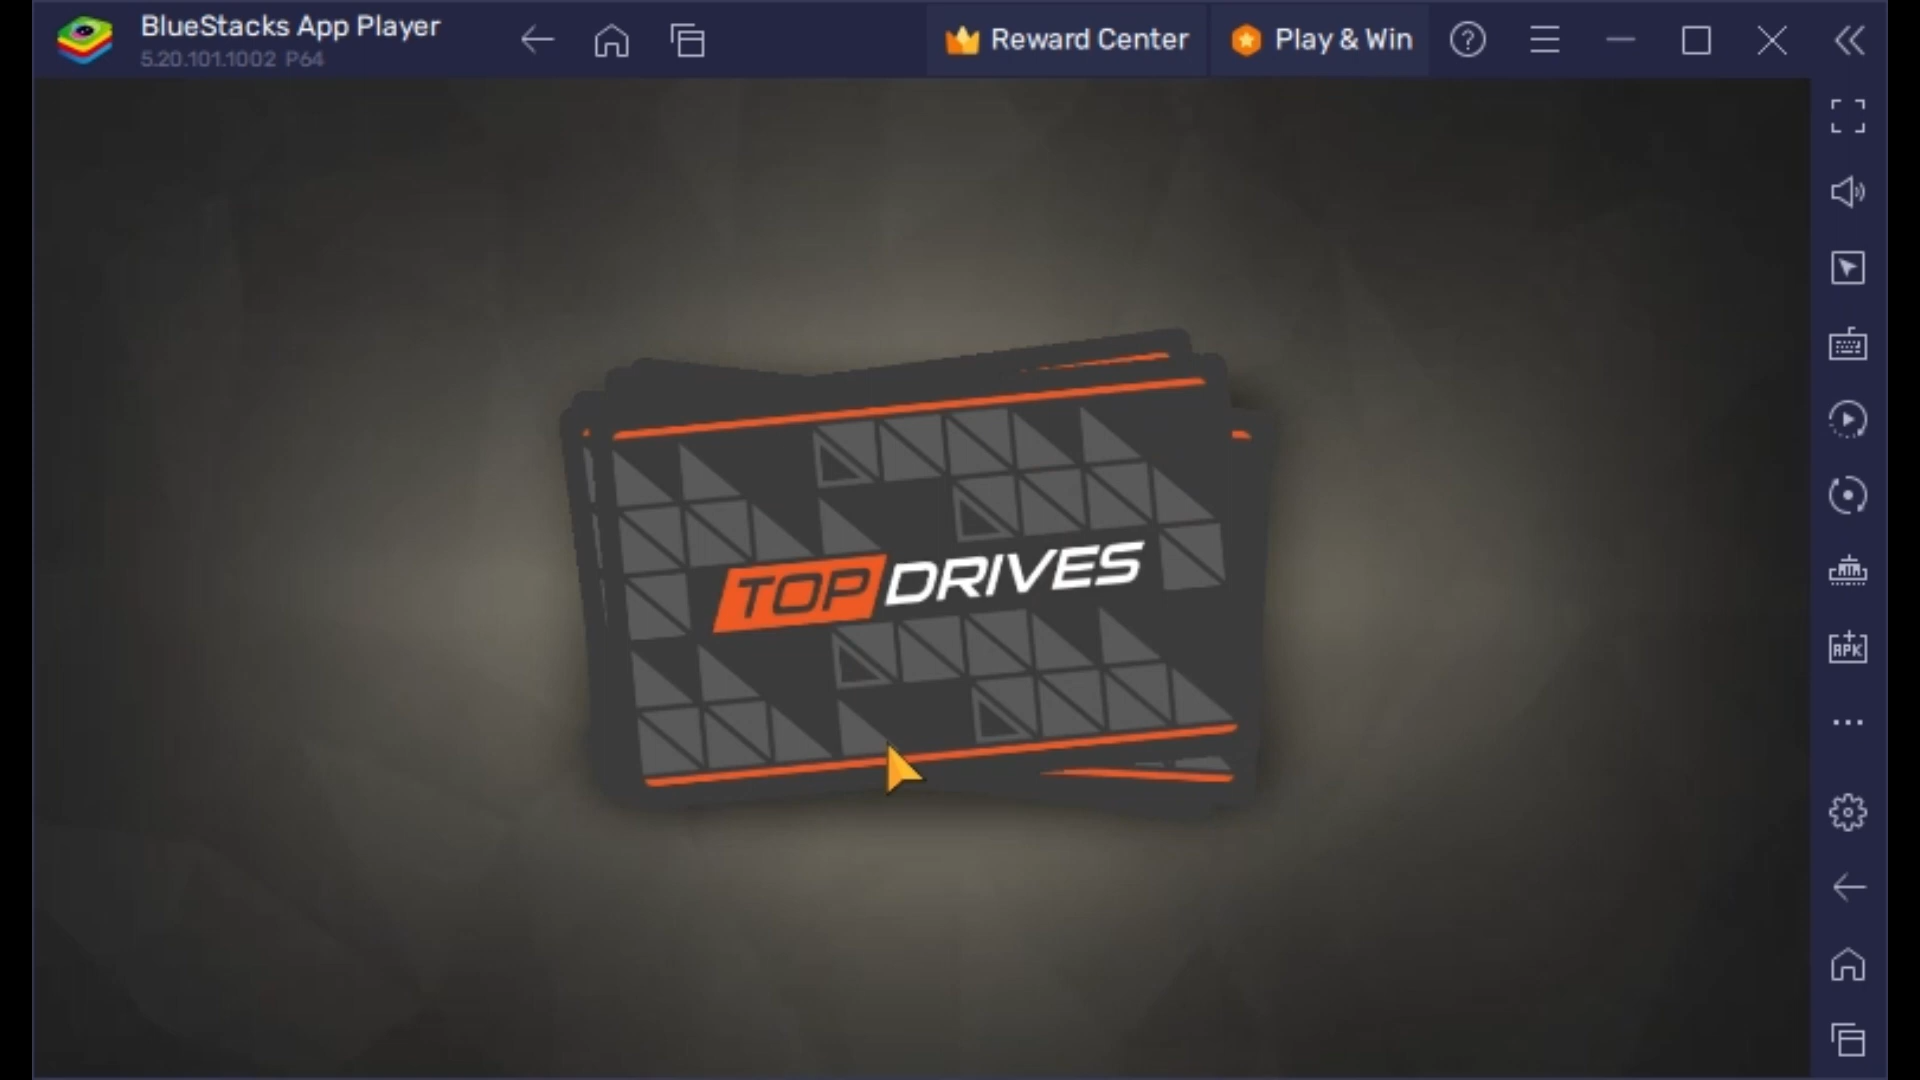 BlueStacks App Player
5.20.101.1002 P64
Reward Center
Play & Win
TOP DRIVES
APK